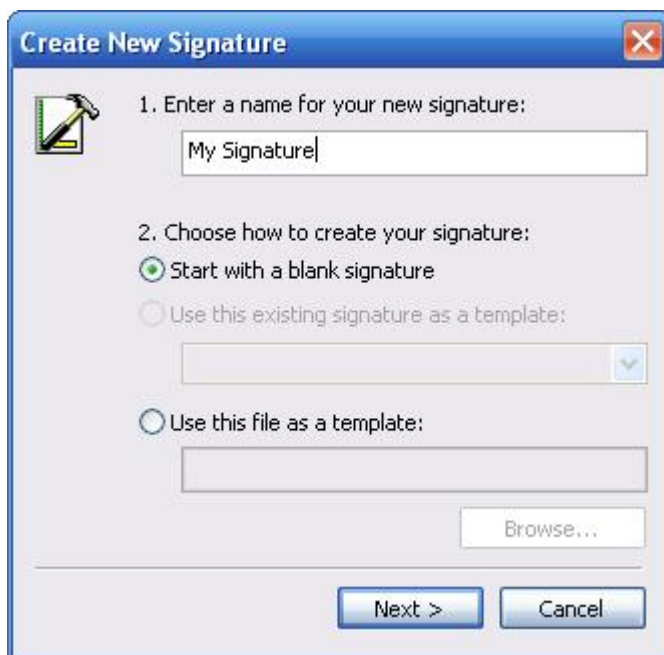 Create New Signature
1. Enter a name for your new signature:
My Signature
2. Choose how to create your signature:
Start with a blank signature
Use this existing signature as a template:
Use this file as a template:
Browse...
Next >
Cancel